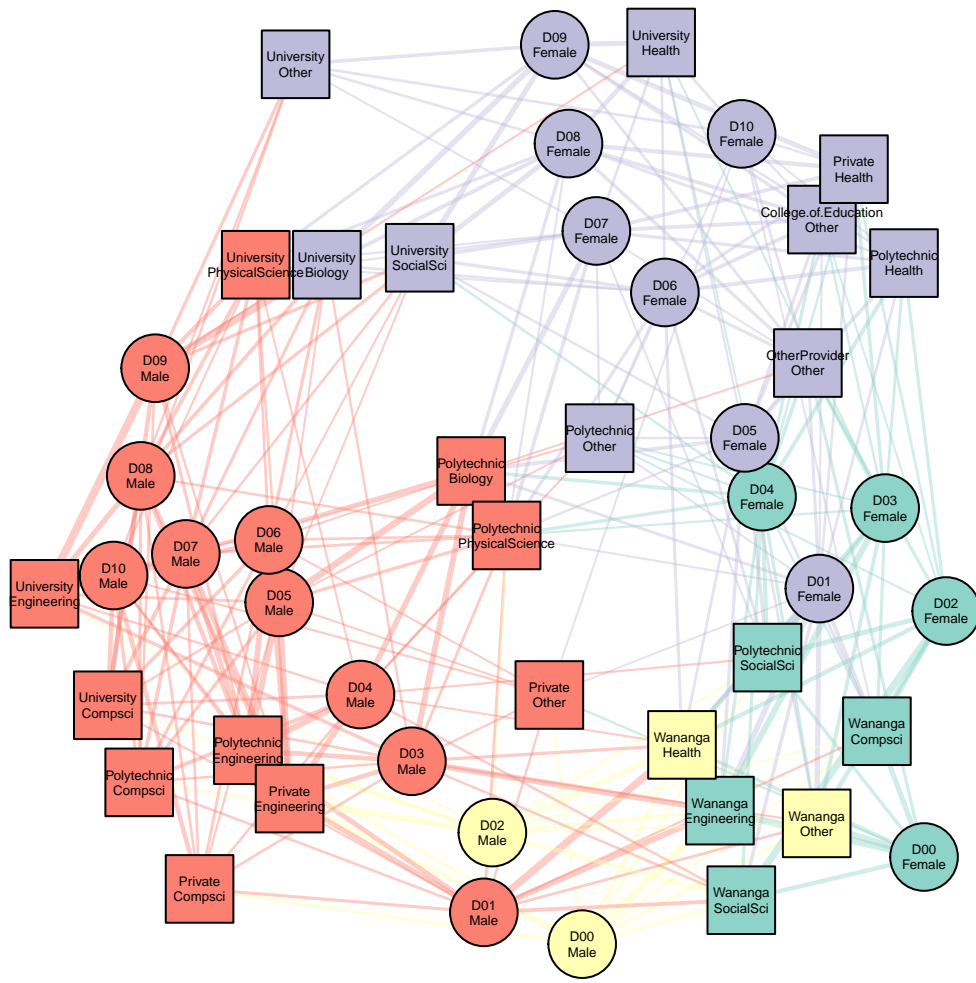 D09
Female
University
Health
University
Other
D10
Female
D08
Female
Private
Health
College.of.Education
Other
D07
Female
University
PhysicalScience
University
Biology
University
SocialSci
Polytechnic
Health
D06
Female
D09
Male
OtherProvider
Other
Polytechnic
Other
D05
Female
Polytechnic
Biology
D08
Male
D04
Female
D03
Female
Polytechnic
PhysicalScience
D06
Male
D07
Male
D10
Male
University
Engineering
D05
Male
D01
Female
D02
Female
Polytechnic
SocialSci
D04
Male
Private
Other
University
Compsci
Wananga
Compsci
Wananga
Health
Polytechnic
Engineering
D03
Male
Polytechnic
Compsci
Private
Engineering
Wananga
Engineering
Wananga
Other
D02
Male
D00
Female
Private
Compsci
Wananga
SocialSci
D01
Male
D00
Male